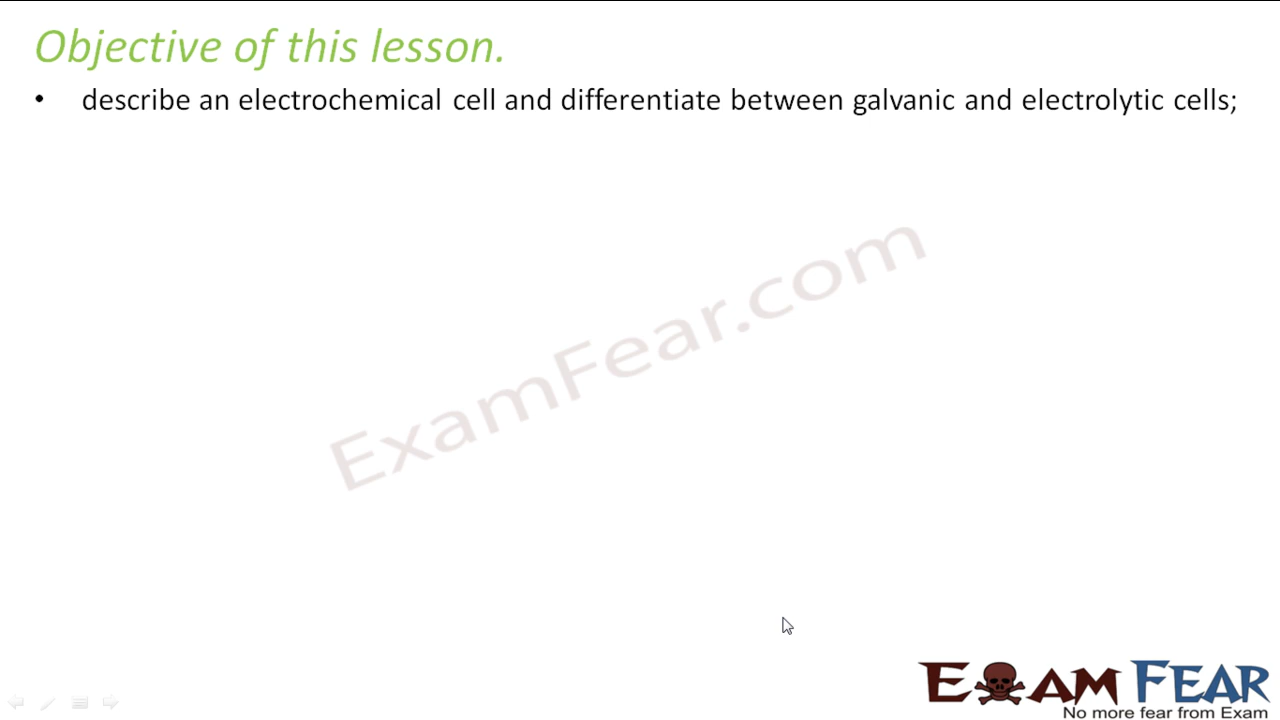 Objective of this lesson.
• describe an electrochemical cell and differentiate between galvanic and electrolytic cells;
ExamFear.com
EXAM FEAR
No more fear from Exam